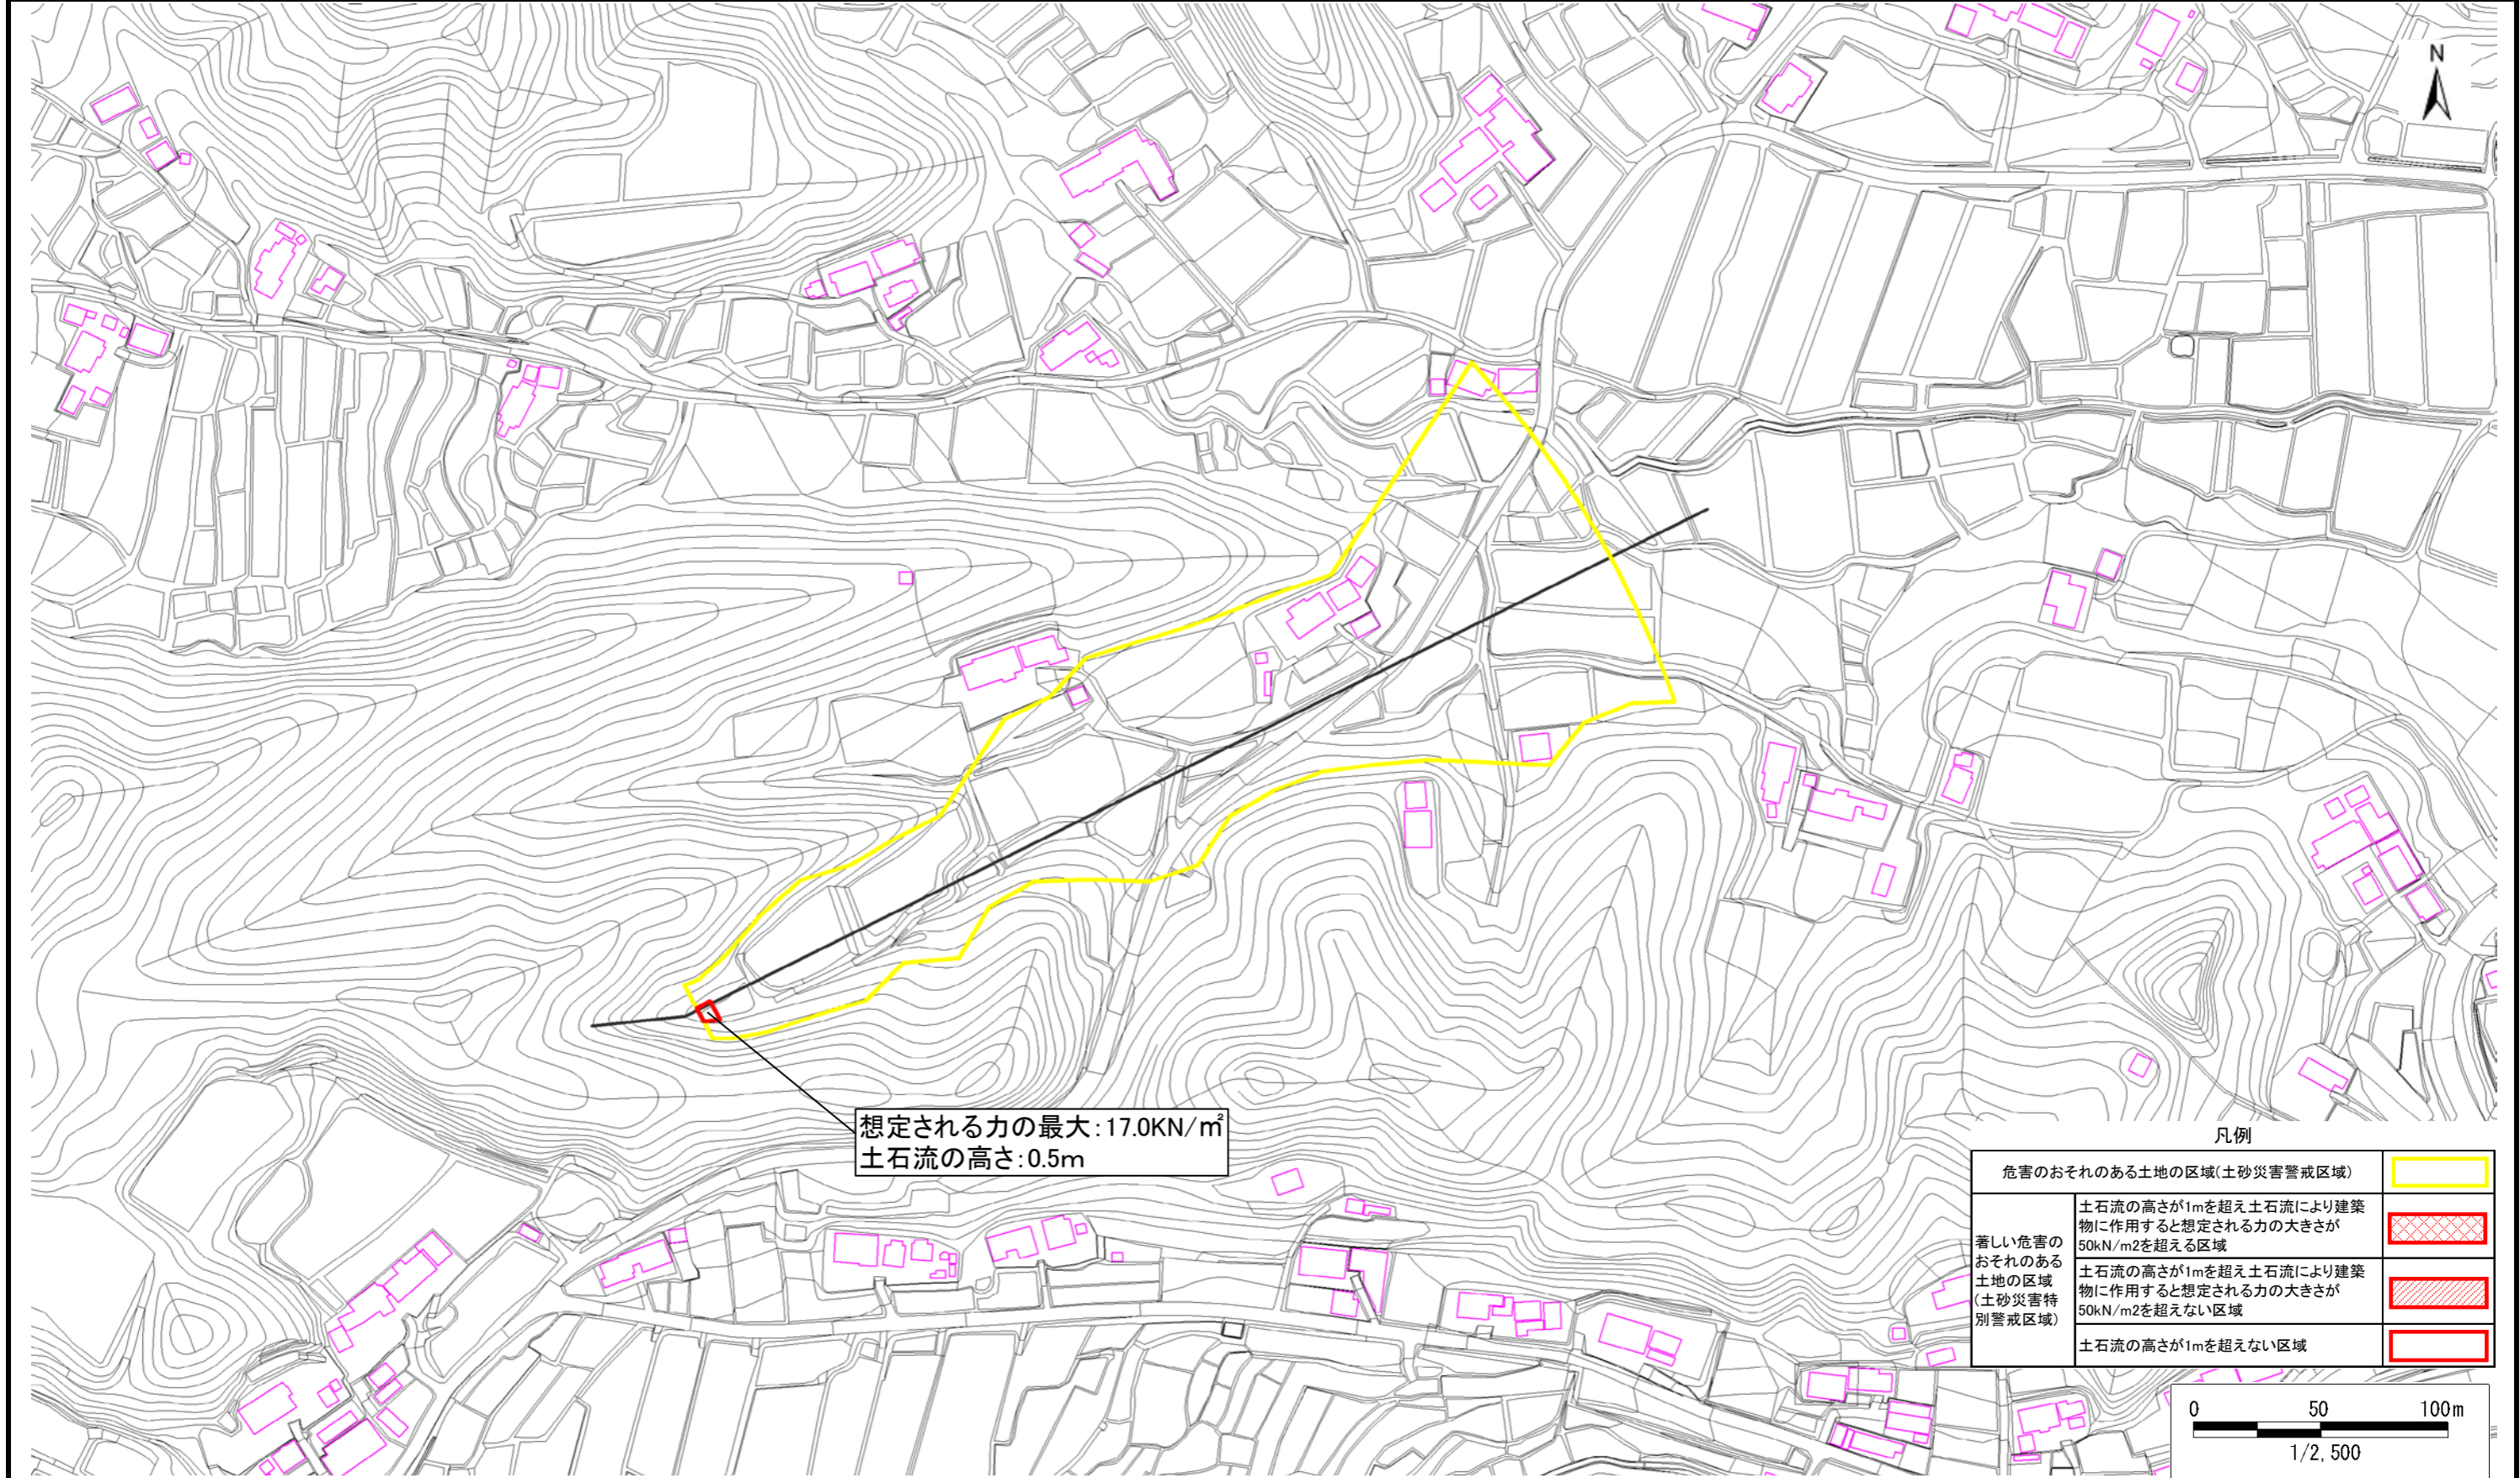 N
想定される力の最大:17.0KN/㎡
土石流の高さ:0.5m
凡例
危害のおそれのある土地の区域(土砂災害警戒区域)
著しい危害の
おそれのある
土地の区域
(土砂災害特
別警戒区域)
土石流の高さが1mを超え土石流により建築
物に作用すると想定される力の大きさが
50kN/m2を超える区域
土石流の高さが1mを超え土石流により建築
物に作用すると想定される力の大きさが
50kN/m2を超えない区域
土石流の高さが1mを超えない区域
0 50 100m
1/2,500